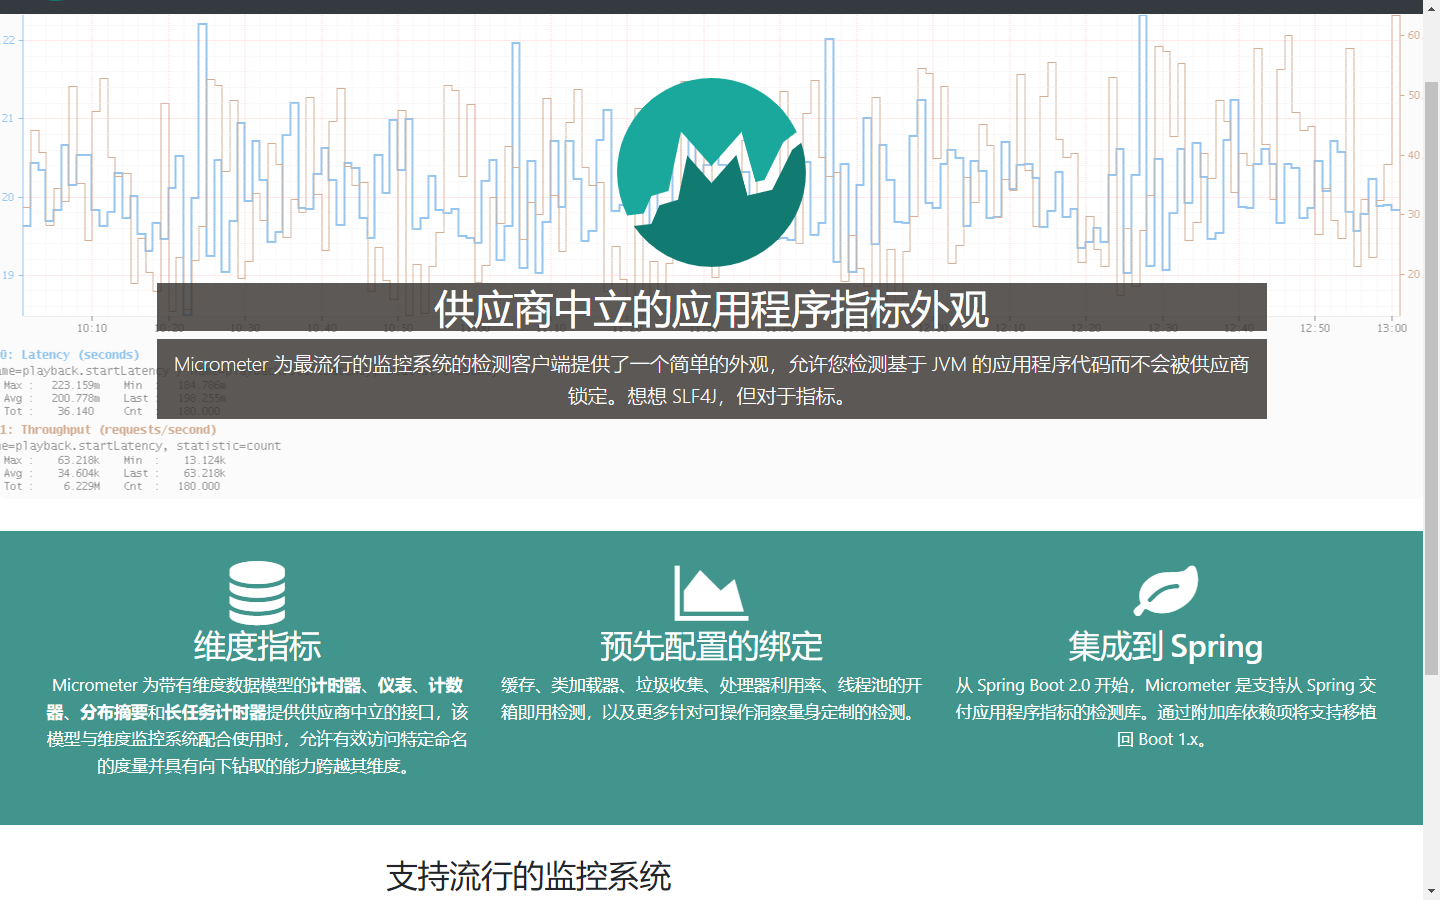 22
21
20
19
60
50
40
30
20
10:10
10:20
10:30
10:40
10:50
12:10
12:20
12:30
12:40
12:50
13:00
供应商中立的应用程序指标外观
Micrometer 为最流行的监控系统的检测客户端提供了一个简单的外观，允许您检测基于 JVM 的应用程序代码而不会被供应商
锁定。想想 SLF4J，但对于指标。
0: Latency (seconds)
me=playback.startLatency
Max : 223.159m Min : 184.786m
Avg : 200.778m Last : 198.255m
Tot : 36.140 Cnt : 180.000
1: Throughput (requests/second)
me=playback.startLatency, statistic=count
Max : 63.218k Min : 13.124k
Avg : 34.604k Last : 63.218k
Tot : 6.229M Cnt : 180.000
维度指标
Micrometer 为带有维度数据模型的计时器、仪表、计数
器、分布摘要和长任务计时器提供供应商中立的接口，该
模型与维度监控系统配合使用时，允许有效访问特定命名
的度量并具有向下钻取的能力跨越其维度。
预先配置的绑定
缓存、类加载器、垃圾收集、处理器利用率、线程池的开
箱即用检测，以及更多针对可操作洞察量身定制的检测。
集成到 Spring
从 Spring Boot 2.0 开始，Micrometer 是支持从 Spring 交
付应用程序指标的检测库。通过附加库依赖项将支持移植
回 Boot 1.x。
支持流行的监控系统